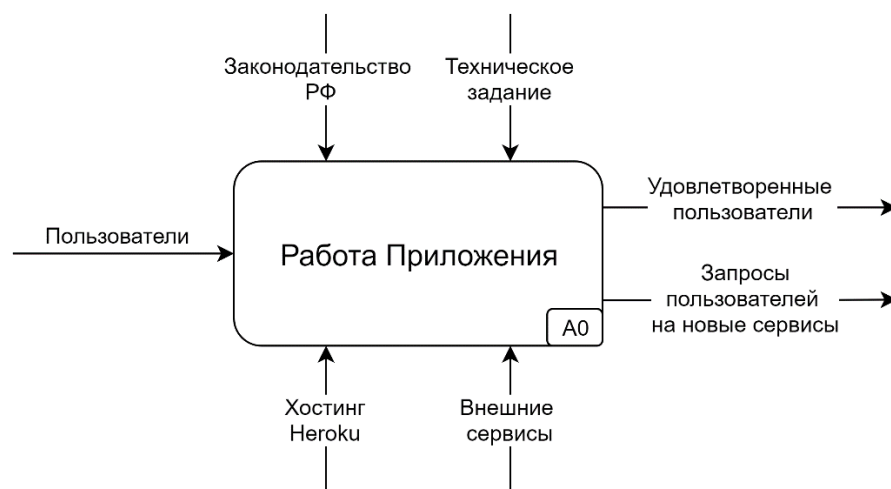 Законодательство
РФ
Техническое
задание
Удовлетворенные
пользователи
Пользователи
Работа Приложения
Запросы
пользователей
на новые сервисы
A0
Хостинг
Heroku
Внешние
сервисы